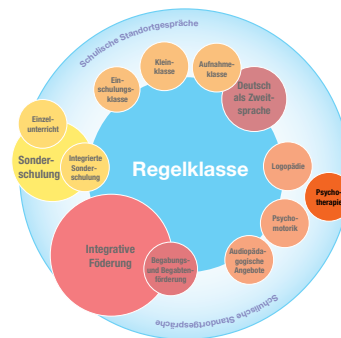 Schulische Standortgespräche
Klein-
klasse
Aufnahme-
klasse
Ein-
schulungs-
klasse
Deutsch
als Zweit-
sprache
Einzel-
unterricht
Sonder-
schulung
Integrierte
Sonder-
schulung
Regelklasse
Logopädie
Psycho-
therapie
Psycho-
motorik
Integrative
Föderung
Begabungs-
und Begabten-
förderung
Audiopäda-
gogische
Angebote
Schulische Standortgespräche